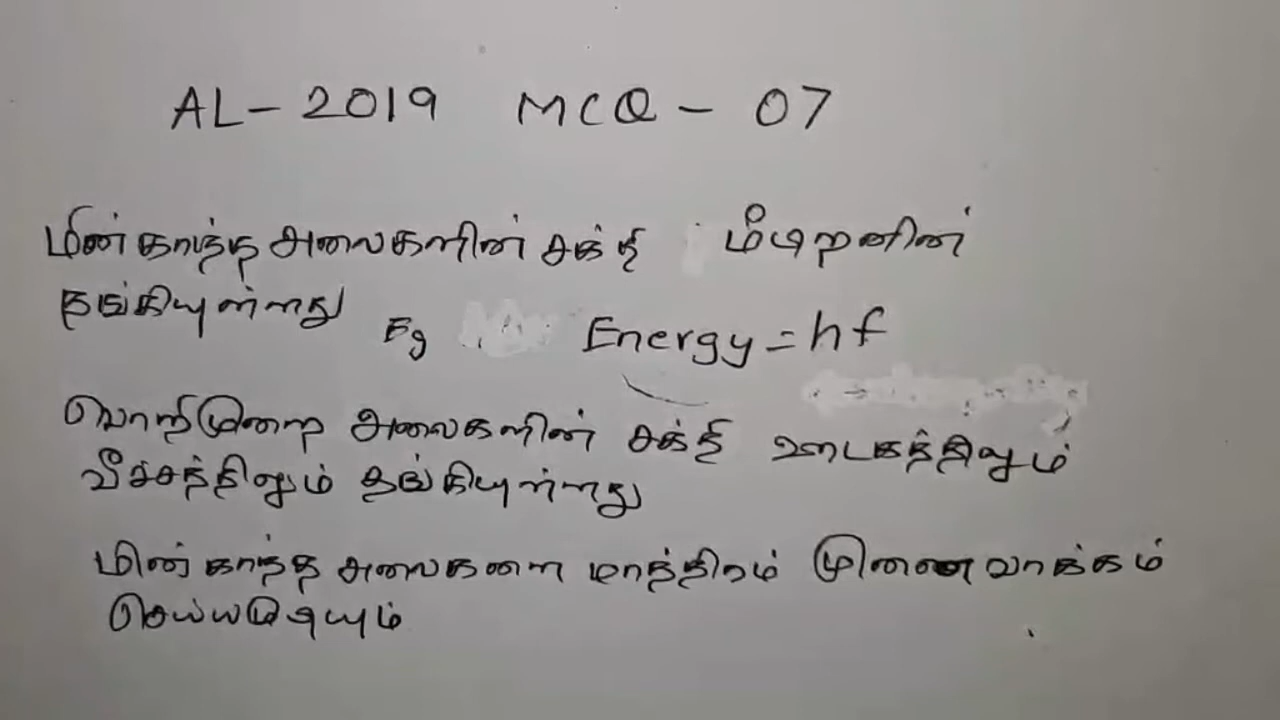 AL - 2019 MCQ - 07
மின்காந்த அலைகளின் சக்தி மீடிறனின்
தங்கியுள்ளது
Eg Energy = hf
பொறிமுறை அலைகளின் சக்தி ஊடகத்திலும்
வீச்சத்திலும் தங்கியுள்ளது
மின்காந்த அலைகளை மாத்திரம் முனைவாக்கம்
செய்யமுடியும்